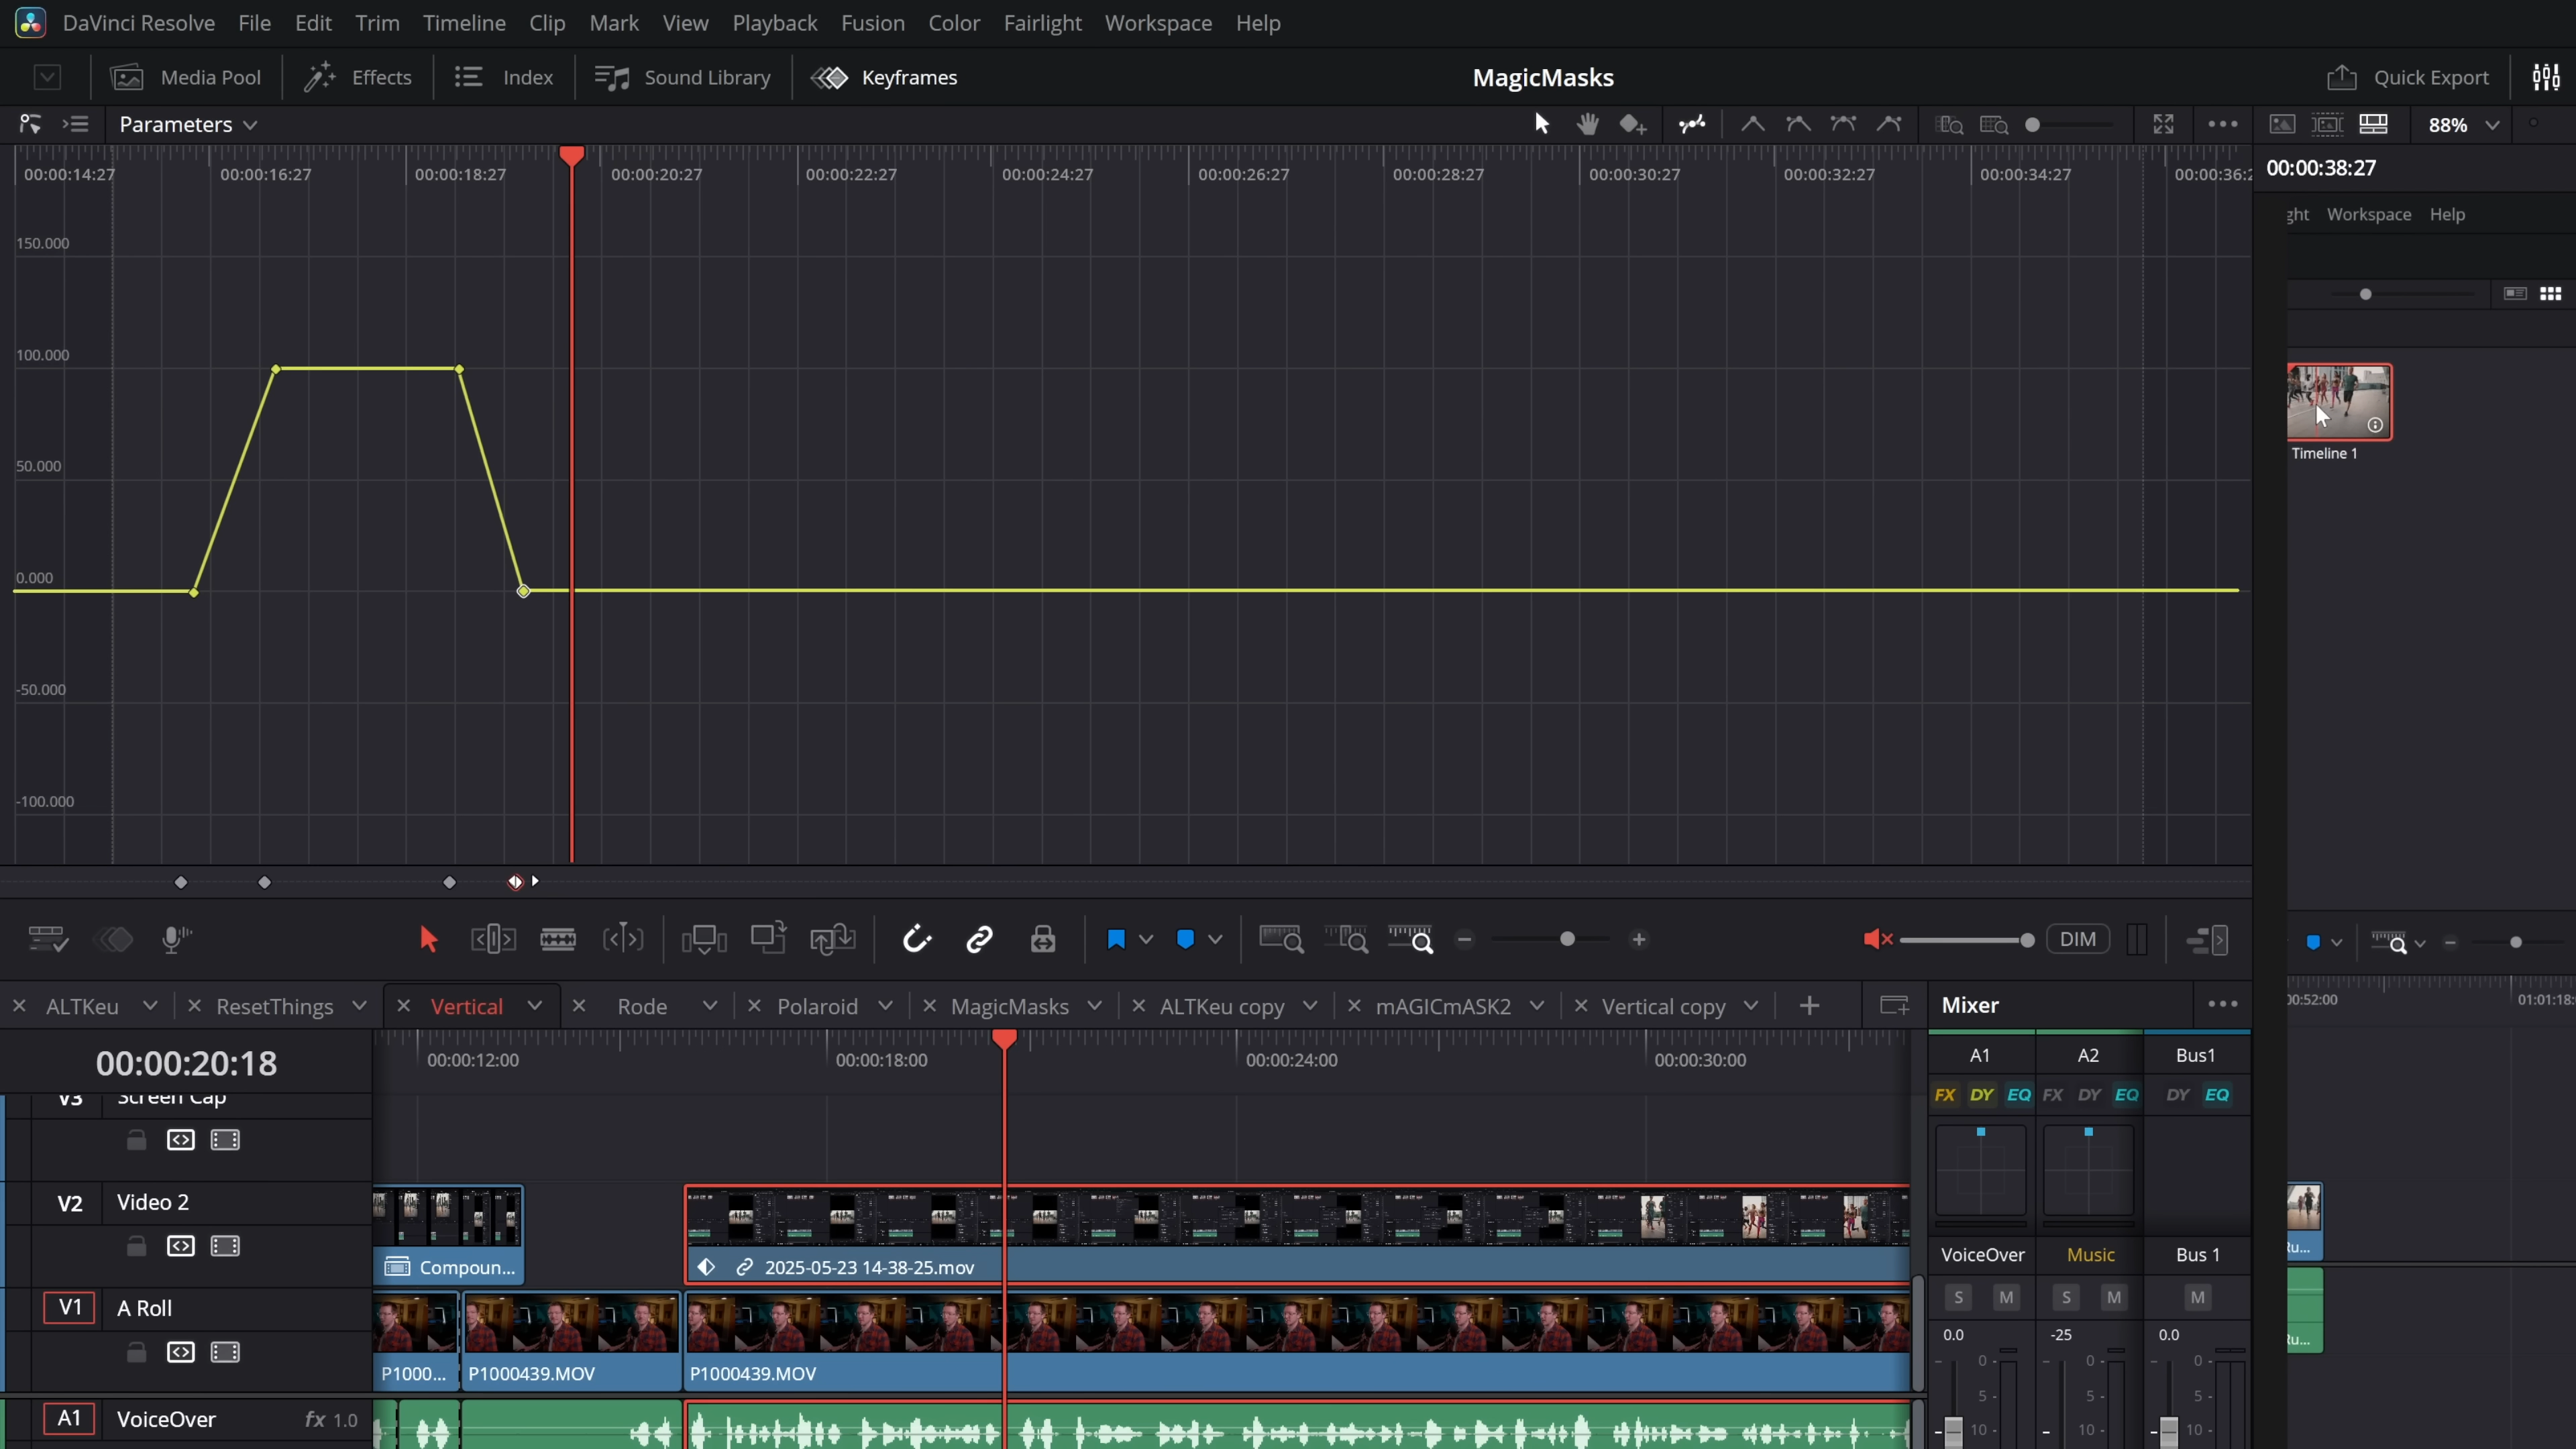 DaVinci Resolve File Edit Trim Timeline Clip Mark View Playback Fusion Color Fairlight Workspace Help
Media Pool Effects Index Sound Library Keyframes MagicMasks Quick Export
Parameters 88%
00:00:14:27 00:00:16:27 00:00:18:27 00:00:20:27 00:00:22:27 00:00:24:27 00:00:26:27 00:00:28:27 00:00:30:27 00:00:32:27 00:00:34:27 00:00:36:2 00:00:38:27
ght Workspace Help
150.000
100.000
50.000
0.000
-50.000
-100.000
Timeline 1
DIM
ALTKeu ResetThings Vertical Rode Polaroid MagicMasks ALTKeu copy mAGICmASK2 Vertical copy Mixer
00:52:00 01:01:18:
00:00:20:18 00:00:12:00 00:00:18:00 00:00:24:00 00:00:30:00
A1 A2 Bus1
FX DY EQ FX DY EQ DY EQ
V3 Screen Cap
V2 Video 2
Compoun... 2025-05-23 14-38-25.mov
VoiceOver Music Bus 1
Ru...
V1 A Roll
S M S M M
0.0 -25 0.0
Ru...
P1000... P1000439.MOV P1000439.MOV
0 0 0
5 5 5
10 10 10
A1 VoiceOver fx 1.0